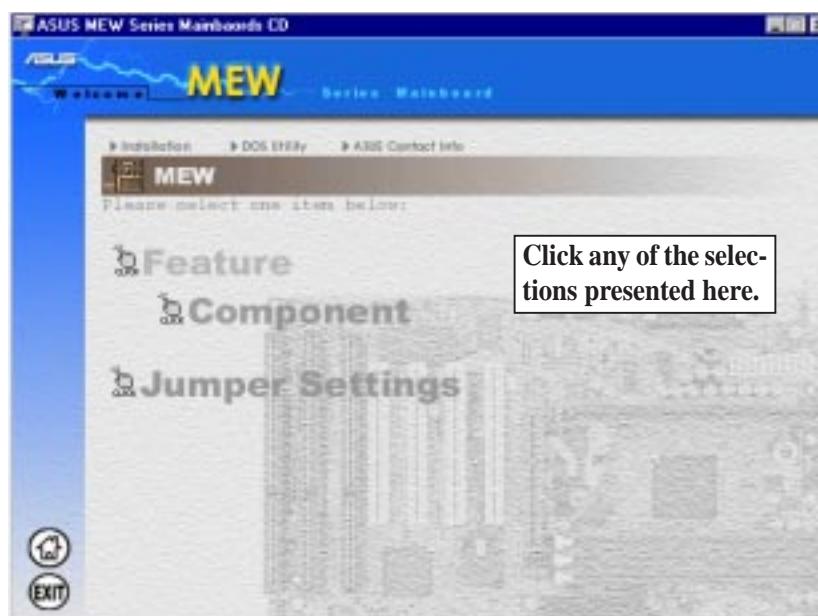 ASUS MEW Series Mainbaords CD
ASUS
Welcome
MEW
Series Mainboard
Installation
DOS Utility
ASUS Contact Info
MEW
Please select one item below:
Feature
Component
Jumper Settings
Click any of the selec-
tions presented here.
EXIT